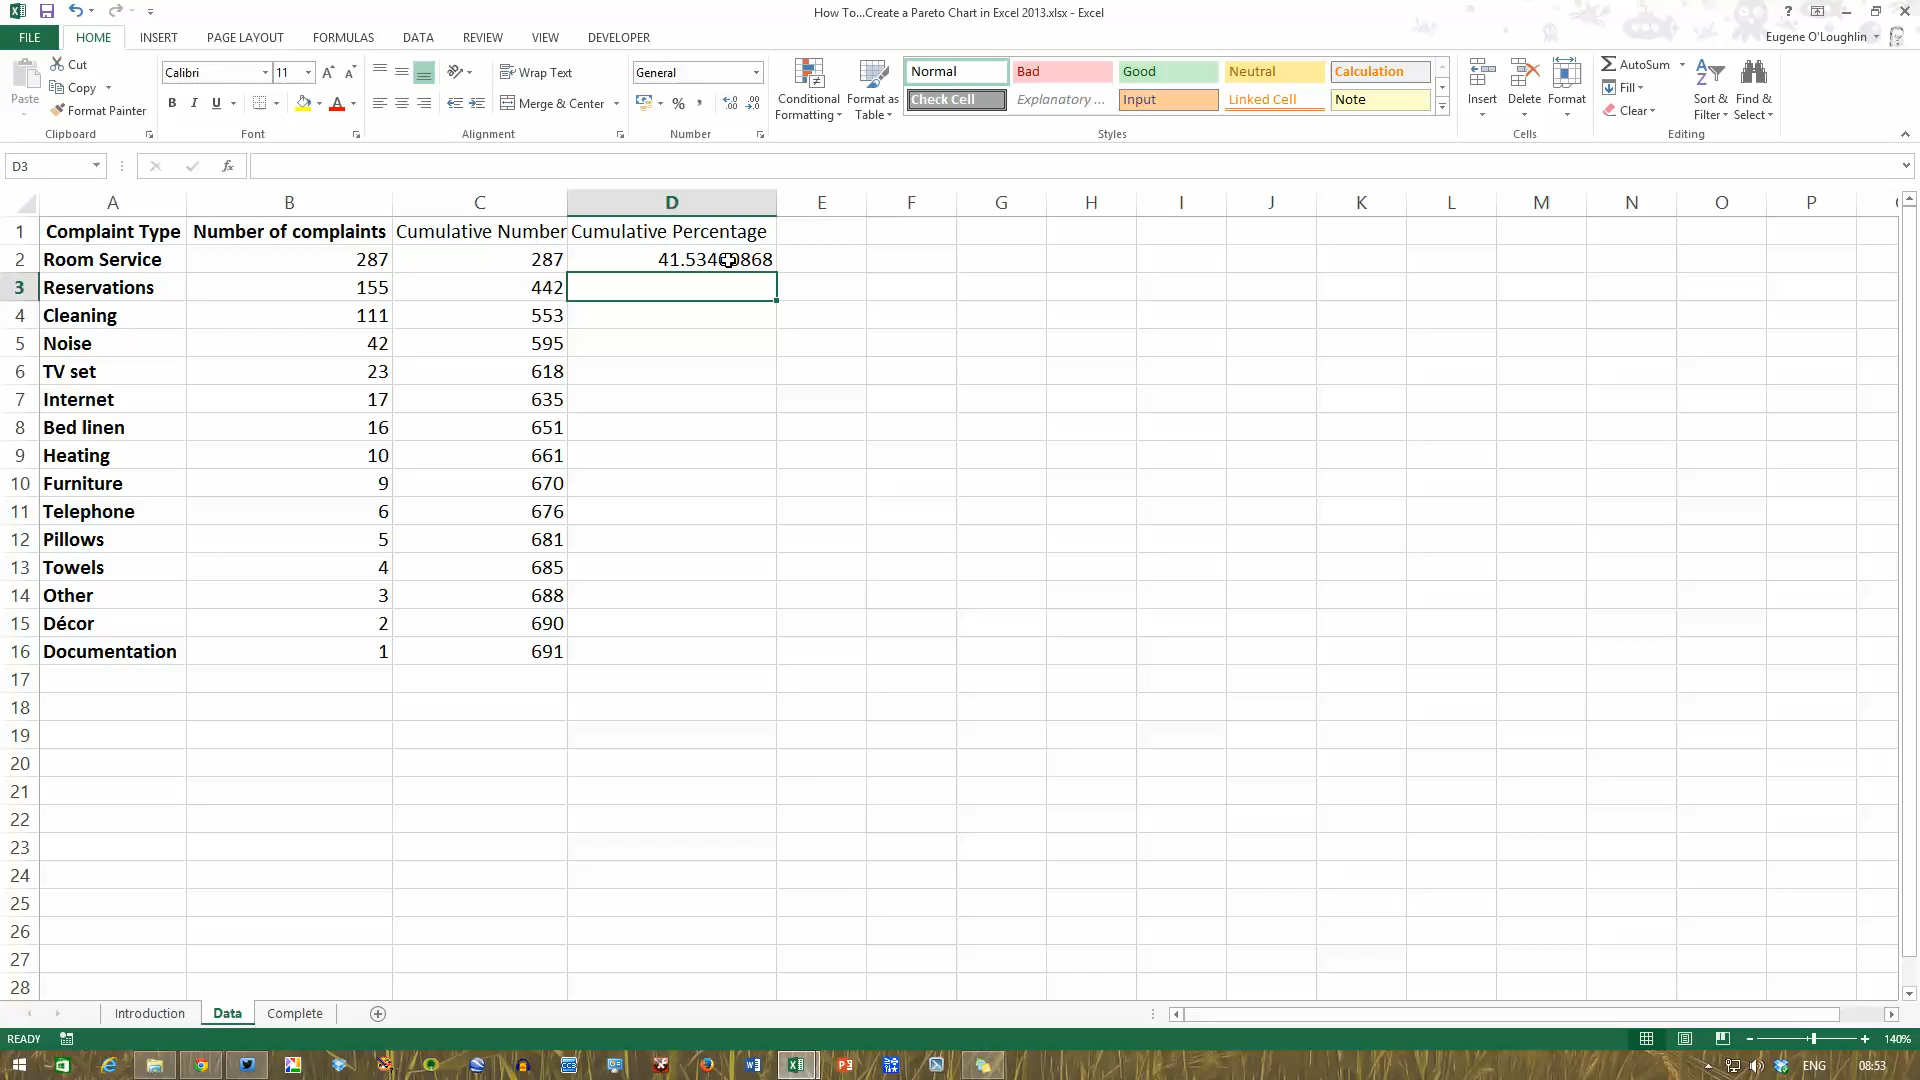 How To...Create a Pareto Chart in Excel 2013.xlsx - Excel
FILE HOME INSERT PAGE LAYOUT FORMULAS DATA REVIEW VIEW DEVELOPER Eugene O'Loughlin
Paste
Cut
Copy
Format Painter
Clipboard
Calibri 11
B I U
Font
Wrap Text
Merge & Center
Alignment
General
Number
Conditional Formatting
Format as Table
Normal Bad Good Neutral Calculation
Check Cell Explanatory ... Input Linked Cell Note
Styles
Insert Delete Format
Cells
AutoSum
Fill
Clear
Sort & Filter
Find & Select
Editing
D3 fx
A B C D E F G H I J K L M N O P
1 Complaint Type Number of complaints Cumulative Number Cumulative Percentage
2 Room Service 287 287
3 Reservations 155 442
4 Cleaning 111 553
5 Noise 42 595
6 TV set 23 618
7 Internet 17 635
8 Bed linen 16 651
9 Heating 10 661
10 Furniture 9 670
11 Telephone 6 676
12 Pillows 5 681
13 Towels 4 685
14 Other 3 688
15 Décor 2 690
16 Documentation 1 691
17
18
19
20
21
22
23
24
25
26
27
28
Introduction Data Complete
READY 140%
ENG 08:53